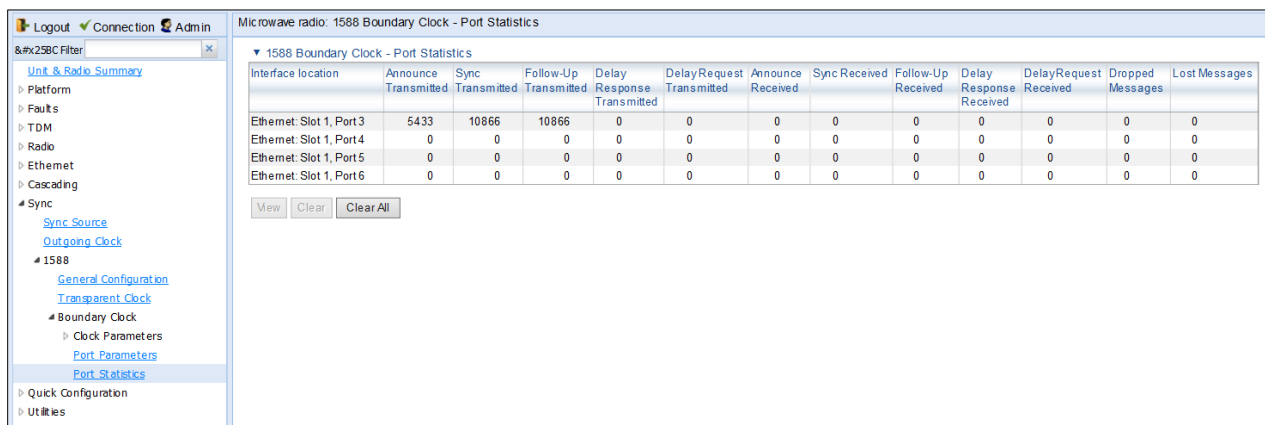 Logout Connection Admin
&#x25BC Filter
Unit & Radio Summary
Platform
Faults
TDM
Radio
Ethernet
Cascading
Sync
Sync Source
Outgoing Clock
1588
General Configuration
Transparent Clock
Boundary Clock
Clock Parameters
Port Parameters
Port Statistics
Quick Configuration
Utilities
Microwave radio: 1588 Boundary Clock - Port Statistics
1588 Boundary Clock - Port Statistics
Interface location Announce Transmitted Sync Transmitted Follow-Up Transmitted Delay Response Transmitted Delay Request Transmitted Announce Received Sync Received Follow-Up Received Delay Response Received Delay Request Received Dropped Messages Lost Messages
Ethernet: Slot 1, Port 3 5433 10866 10866 0 0 0 0 0 0 0 0 0
Ethernet: Slot 1, Port 4 0 0 0 0 0 0 0 0 0 0 0 0
Ethernet: Slot 1, Port 5 0 0 0 0 0 0 0 0 0 0 0 0
Ethernet: Slot 1, Port 6 0 0 0 0 0 0 0 0 0 0 0 0
View Clear Clear All